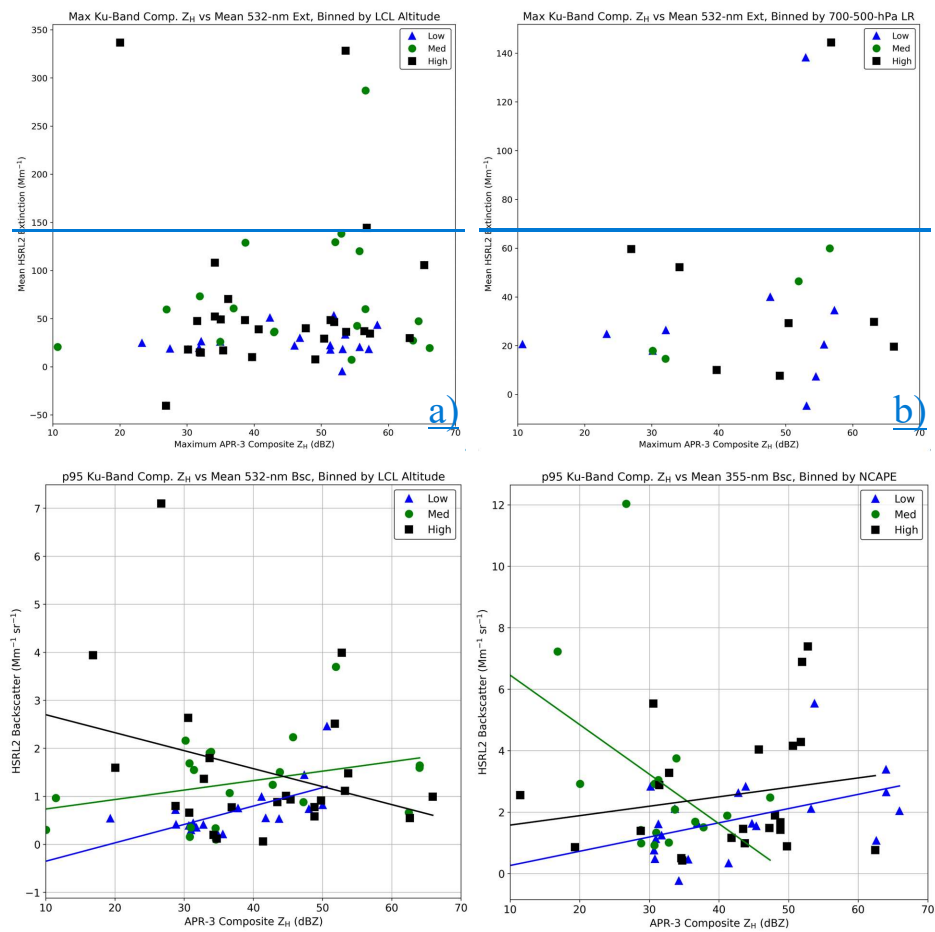 Max Ku-Band Comp. Z_H vs Mean 532-nm Ext, Binned by LCL Altitude
Low
Med
High
350
300
250
200
150
100
50
0
−50
Mean HSRL2 Extinction (Mm⁻¹)
10 20 30 40 50 60 70
Maximum APR-3 Composite Z_H (dBZ)
a)
Max Ku-Band Comp. Z_H vs Mean 532-nm Ext, Binned by 700-500-hPa LR
Low
Med
High
140
120
100
80
60
40
20
0
Mean HSRL2 Extinction (Mm⁻¹)
10 20 30 40 50 60 70
Maximum APR-3 Composite Z_H (dBZ)
b)
p95 Ku-Band Comp. Z_H vs Mean 532-nm Bsc, Binned by LCL Altitude
Low
Med
High
7
6
5
4
3
2
1
0
−1
HSRL2 Backscatter (Mm⁻¹ sr⁻¹)
10 20 30 40 50 60 70
APR-3 Composite Z_H (dBZ)
p95 Ku-Band Comp. Z_H vs Mean 355-nm Bsc, Binned by NCAPE
Low
Med
High
12
10
8
6
4
2
0
HSRL2 Backscatter (Mm⁻¹ sr⁻¹)
10 20 30 40 50 60 70
APR-3 Composite Z_H (dBZ)